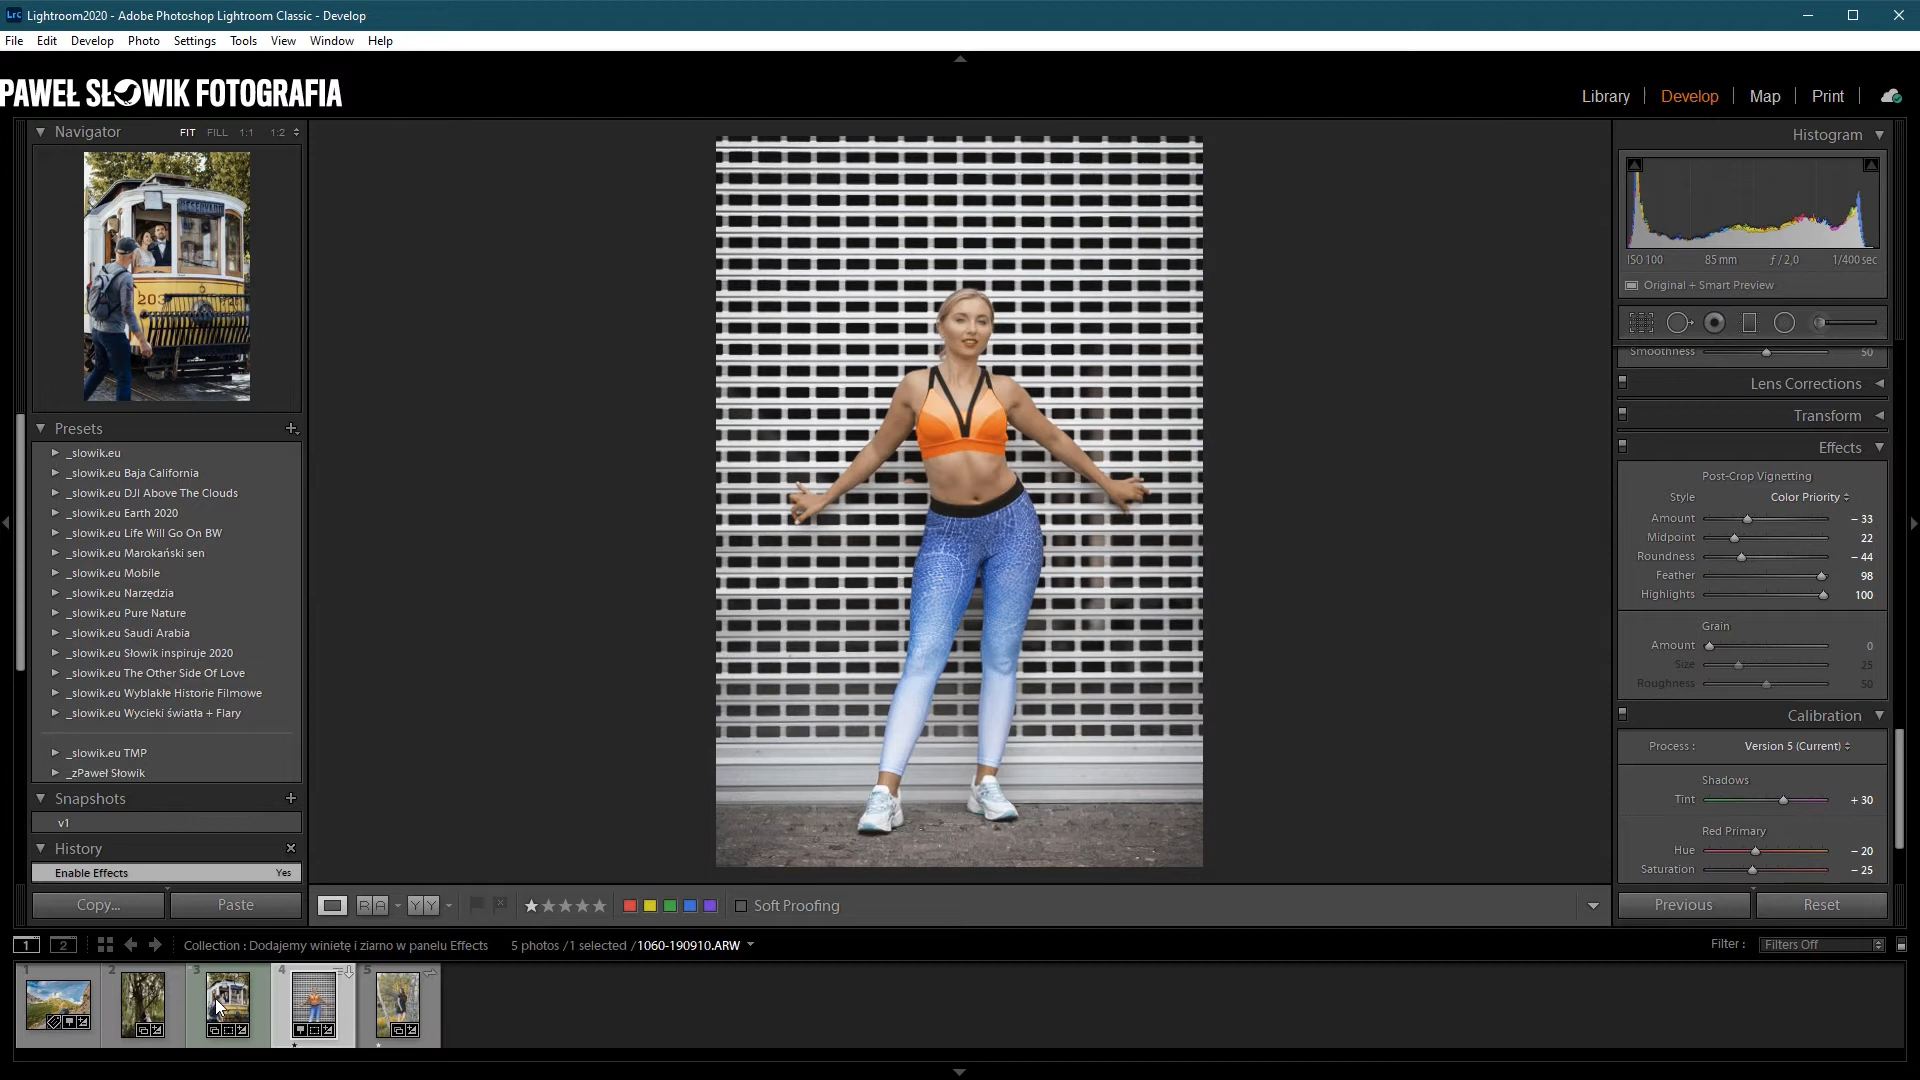 Lrc Lightroom2020 - Adobe Photoshop Lightroom Classic - Develop
File Edit Develop Photo Settings Tools View Window Help
PAWEŁ SŁOWIK FOTOGRAFIA
Library | Develop | Map | Print
Navigator FIT FILL 1:1 1:2
RESERVADO
203
Presets
_slowik.eu
_slowik.eu Baja California
_slowik.eu DJI Above The Clouds
_slowik.eu Earth 2020
_slowik.eu Life Will Go On BW
_slowik.eu Marokański sen
_slowik.eu Mobile
_slowik.eu Narzędzia
_slowik.eu Pure Nature
_slowik.eu Saudi Arabia
_slowik.eu Słowik inspiruje 2020
_slowik.eu The Other Side Of Love
_slowik.eu Wyblakłe Historie Filmowe
_slowik.eu Wycieki światła + Flary
_slowik.eu TMP
_zPaweł Słowik
Snapshots
v1
History
Enable Effects Yes
Copy... Paste
Histogram
ISO 100 85 mm ƒ / 2,0 1/400 sec
Original + Smart Preview
Smoothness 50
Lens Corrections
Transform
Effects
Post-Crop Vignetting
Style Color Priority
Amount – 33
Midpoint 22
Roundness – 44
Feather 98
Highlights 100
Grain
Amount 0
Size 25
Roughness 50
Calibration
Process : Version 5 (Current)
Shadows
Tint + 30
Red Primary
Hue – 20
Saturation – 25
Previous Reset
R A Y Y Soft Proofing
1 2 Collection : Dodajemy winietę i ziarno w panelu Effects 5 photos / 1 selected / 1060-190910.ARW Filter : Filters Off
1 2 3 4 5